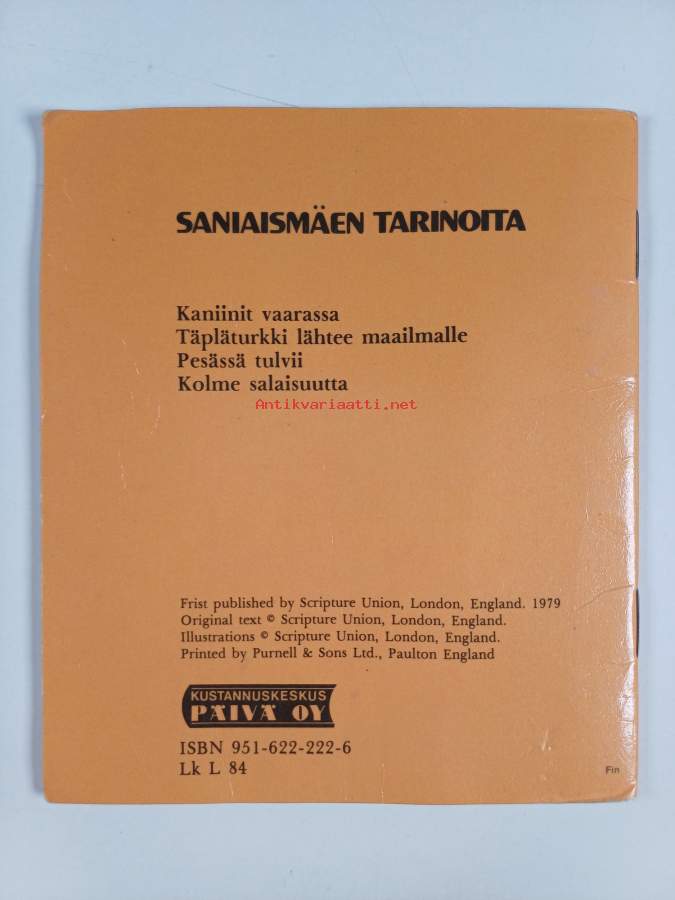 SANIAISMÄEN TARINOITA
Kaniinit vaarassa
Täpläturkki lähtee maailmalle
Pesässä tulvii
Kolme salaisuutta
Antikvariaatti.net
Frist published by Scripture Union, London, England. 1979
Original text © Scripture Union, London, England.
Illustrations © Scripture Union, London, England.
Printed by Purnell & Sons Ltd., Paulton England
KUSTANNUSKESKUS
PÄIVÄ OY
ISBN 951-622-222-6
Lk L 84
Fin